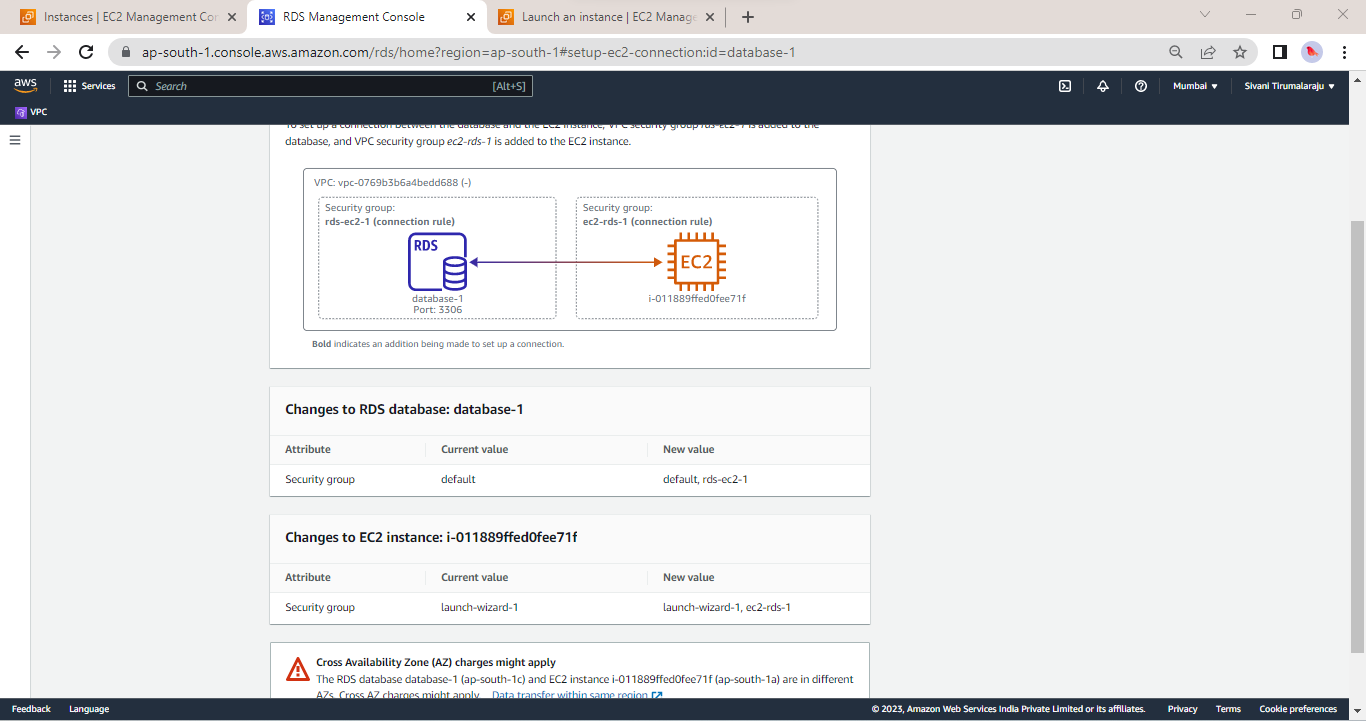 Instances | EC2 Management Con
RDS Management Console
Launch an instance | EC2 Manage
ap-south-1.console.aws.amazon.com/rds/home?region=ap-south-1#setup-ec2-connection:id=database-1
aws
Services
Search
[Alt+S]
Mumbai
Sivani Tirumalaraju
VPC
To set up a connection between the database and the EC2 instance, VPC security group rds-ec2-1 is added to the
database, and VPC security group ec2-rds-1 is added to the EC2 instance.
VPC: vpc-0769b3b6a4bedd688 (-)
Security group:
rds-ec2-1 (connection rule)
RDS
database-1
Port: 3306
Security group:
ec2-rds-1 (connection rule)
EC2
i-011889ffed0fee71f
Bold indicates an addition being made to set up a connection.
Changes to RDS database: database-1
Attribute Current value New value
Security group default default, rds-ec2-1
Changes to EC2 instance: i-011889ffed0fee71f
Attribute Current value New value
Security group launch-wizard-1 launch-wizard-1, ec2-rds-1
Cross Availability Zone (AZ) charges might apply
The RDS database database-1 (ap-south-1c) and EC2 instance i-011889ffed0fee71f (ap-south-1a) are in different
AZs. Cross AZ charges might apply. Data transfer within same region
Feedback Language © 2023, Amazon Web Services India Private Limited or its affiliates. Privacy Terms Cookie preferences